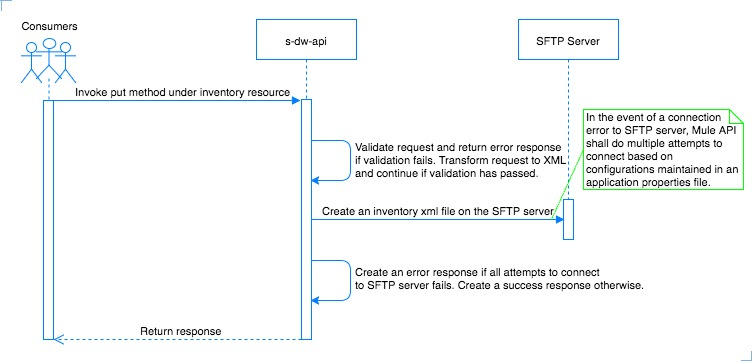 Consumers
s-dw-api
SFTP Server
Invoke put method under inventory resource
In the event of a connection
error to SFTP server, Mule API
shall do multiple attempts to
connect based on
configurations maintained in an
application properties file.
Validate request and return error response
if validation fails. Transform request to XML
and continue if validation has passed.
Create an inventory xml file on the SFTP server
Create an error response if all attempts to connect
to SFTP server fails. Create a success response otherwise.
Return response